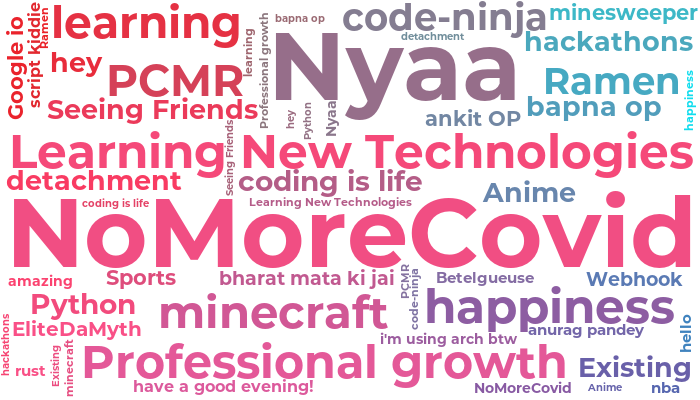 Google io
script kiddie
Ramen
learning
hey
PCMR
Seeing Friends
learning
Professional growth
bapna op
Nyaa
hey
Python
Nyaa
code-ninja
detachment
minesweeper
hackathons
Ramen
happiness
bapna op
ankit OP
Learning New Technologies
detachment
Seeing Friends
coding is life
Anime
coding is life
Learning New Technologies
NoMoreCovid
amazing
Sports
bharat mata ki jai
PCMR
code-ninja
Betelgueuse
Webhook
Python
minecraft
happiness
EliteDaMyth
hackathons
anurag pandey
hello
i'm using arch btw
rust
Existing
minecraft
Professional growth
Existing
have a good evening!
NoMoreCovid
Anime
nba